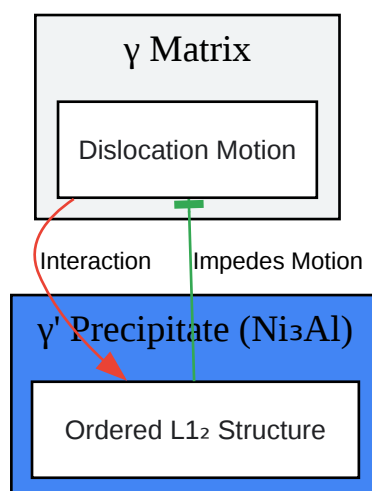 γ Matrix
Dislocation Motion
Interaction
Impedes Motion
γ' Precipitate (Ni₃Al)
Ordered L1₂ Structure